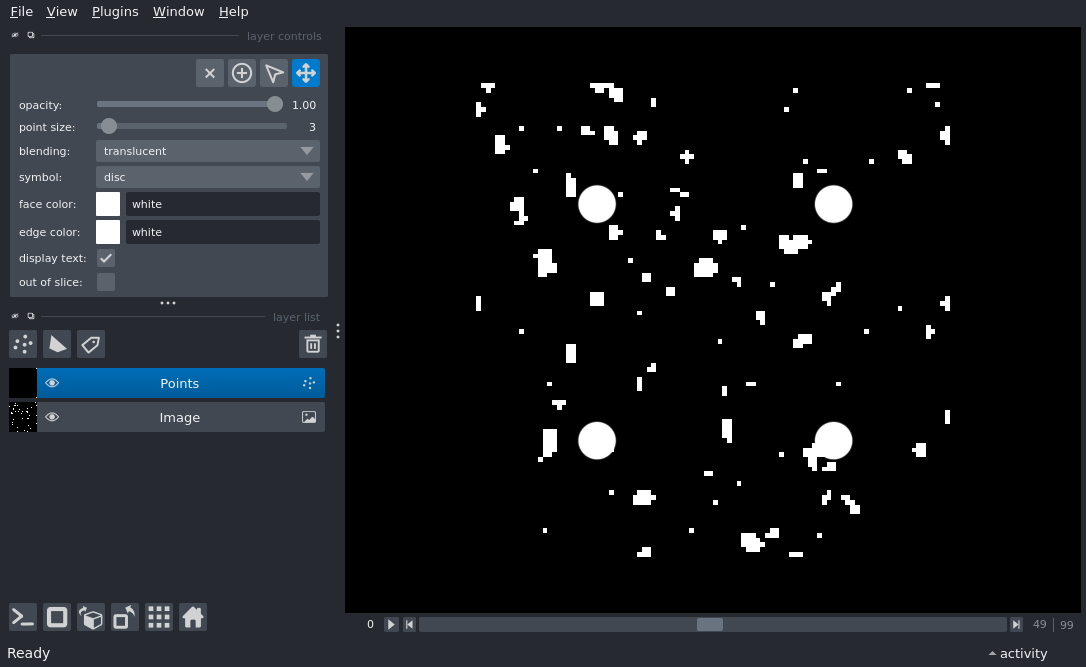 File View Plugins Window Help
layer controls
opacity: 1.00
point size: 3
blending: translucent
symbol: disc
face color: white
edge color: white
display text:
out of slice:
layer list
Points
Image
0 49 99
Ready activity